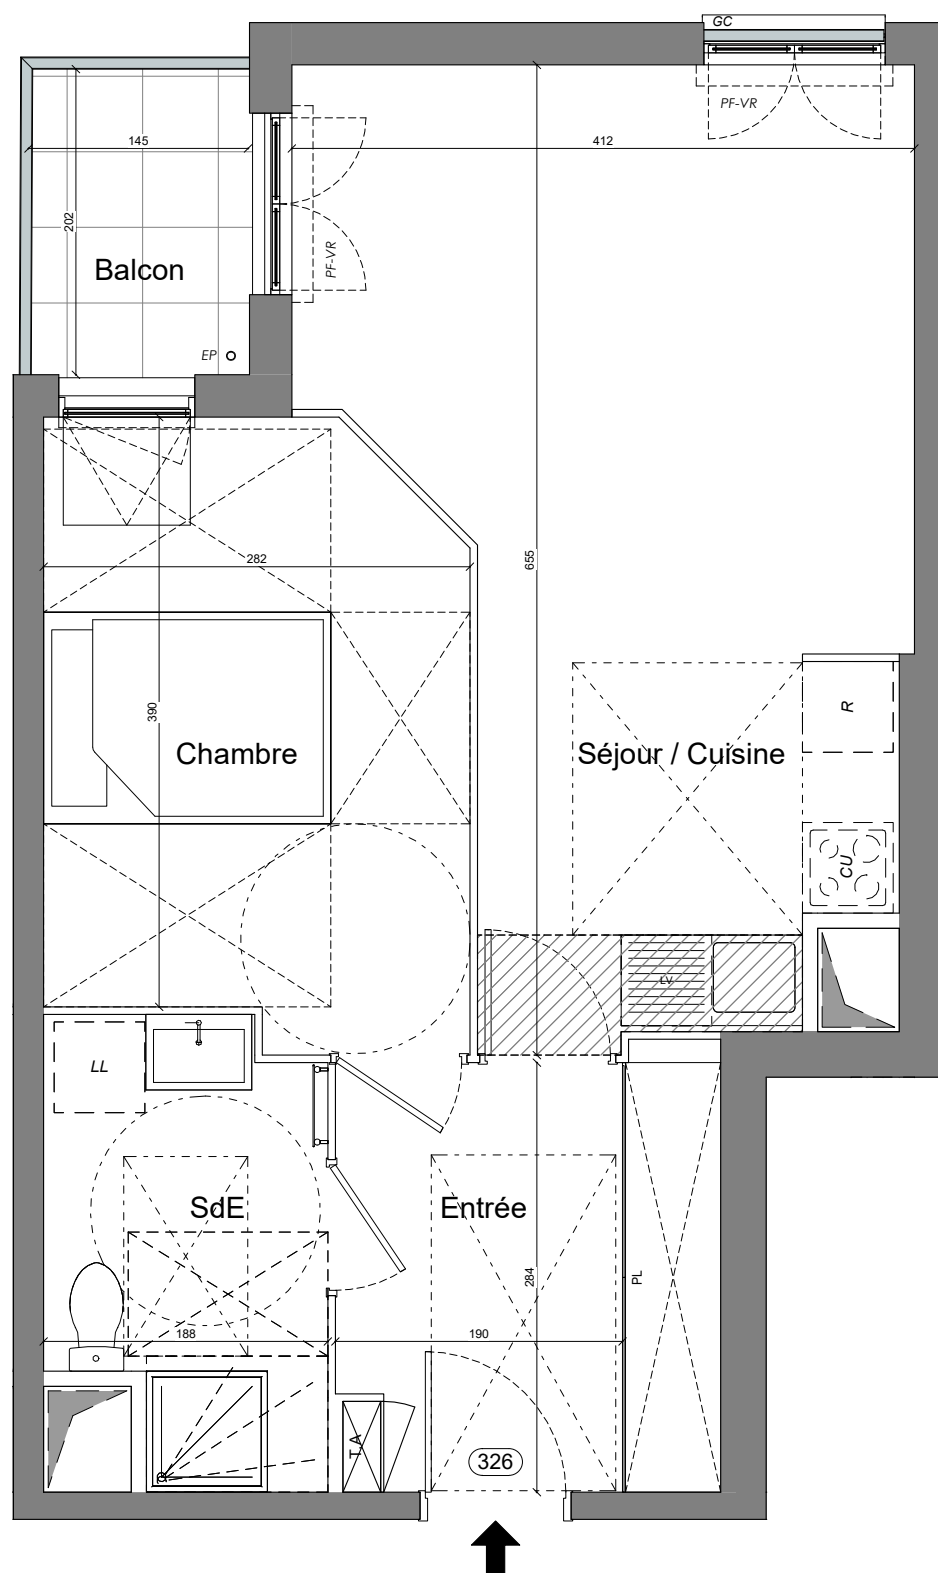 GC
PF-VR
145
412
202
PF-VR
Balcon
EP
282
655
390
R
Chambre
Séjour / Cuisine
CU
LV
LL
SdE
Entrée
284
PL
188
190
T.A
326